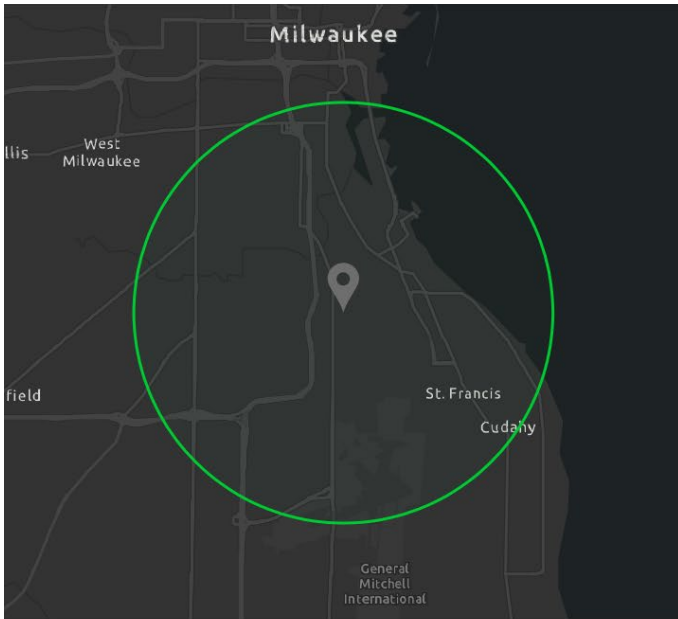 Milwaukee
West
Milwaukee
llis
field
St. Francis
Cudahy
General
Mitchell
International